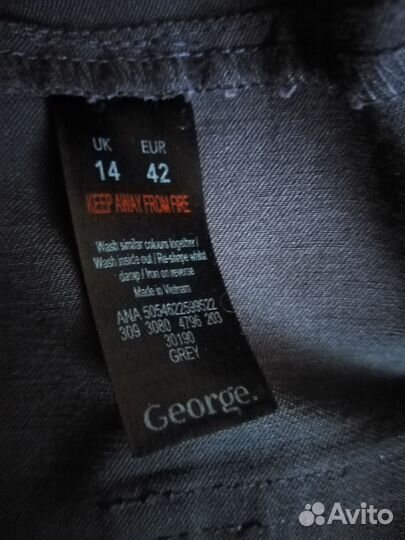 UK EUR
14 42
KEEP AWAY FROM FIRE
Wash similar colours together /
Wash inside out / Re-shape whilst
damp / Iron on reverse
Made in Vietnam
ANA 5054622599522
309 3080 4796 203
30190
GREY
George.
Avito